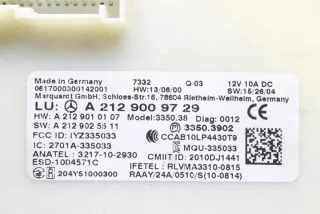 Made in Germany 7332 Q 03 12V 10A DC
0617000300142001 HW:13/06/00 SW:15/26/04
Marquardt GmbH, Schloss-Str.16, 78604 Rietheim-Weilheim, Germany
LU: A 212 900 97 29
HW: A 212 901 01 07 Model:3350.38 Diag: 0012
SW: A 212 902 55 11 3350.3902
FCC ID: IYZ335033 CCAB10LP4430T9
IC: 2701A-335033 MQU-335033
ANATEL: 3217-10-2930 CMIIT ID: 2010DJ1441
ESD-1004571C IFETEL: RLVMA3310-0815
204Y51000300 RAAY/24A/0510/S(10-0814)